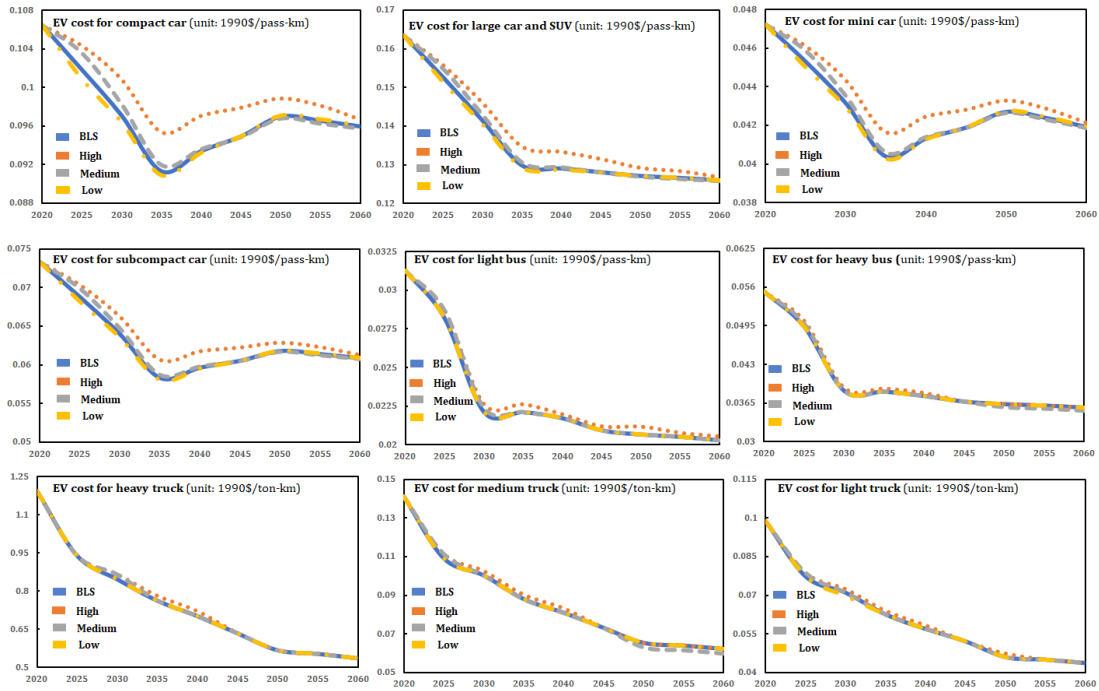 EV cost for compact car (unit: 1990$/pass-km)
0.108
0.104
0.1
0.096
0.092
0.088
BLS
High
Medium
Low
2020 2025 2030 2035 2040 2045 2050 2055 2060
EV cost for large car and SUV (unit: 1990$/pass-km)
0.17
0.16
0.15
0.14
0.13
0.12
BLS
High
Medium
Low
2020 2025 2030 2035 2040 2045 2050 2055 2060
EV cost for mini car (unit: 1990$/pass-km)
0.048
0.046
0.044
0.042
0.04
0.038
BLS
High
Medium
Low
2020 2025 2030 2035 2040 2045 2050 2055 2060
EV cost for subcompact car (unit: 1990$/pass-km)
0.075
0.07
0.065
0.06
0.055
0.05
BLS
High
Medium
Low
2020 2025 2030 2035 2040 2045 2050 2055 2060
EV cost for light bus (unit: 1990$/pass-km)
0.0325
0.03
0.0275
0.025
0.0225
0.02
BLS
High
Medium
Low
2020 2025 2030 2035 2040 2045 2050 2055 2060
EV cost for heavy bus (unit: 1990$/pass-km)
0.0625
0.056
0.0495
0.043
0.0365
0.03
BLS
High
Medium
Low
2020 2025 2030 2035 2040 2045 2050 2055 2060
EV cost for heavy truck (unit: 1990$/ton-km)
1.25
1.1
0.95
0.8
0.65
0.5
BLS
High
Medium
Low
2020 2025 2030 2035 2040 2045 2050 2055 2060
EV cost for medium truck (unit: 1990$/ton-km)
0.15
0.13
0.11
0.09
0.07
0.05
BLS
High
Medium
Low
2020 2025 2030 2035 2040 2045 2050 2055 2060
EV cost for light truck (unit: 1990$/ton-km)
0.115
0.1
0.085
0.07
0.055
0.04
BLS
High
Medium
Low
2020 2025 2030 2035 2040 2045 2050 2055 2060